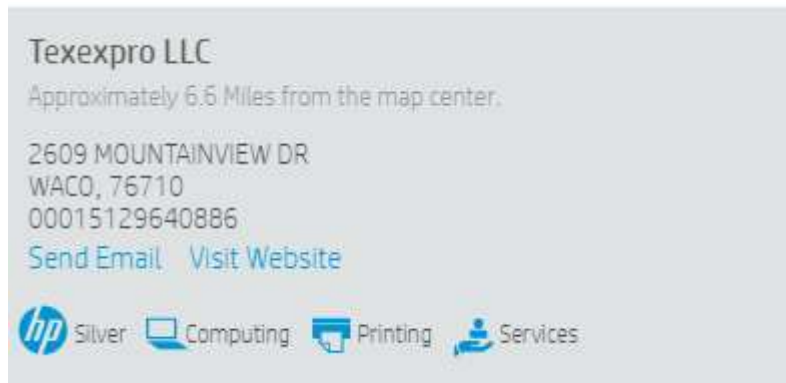 Texexpro LLC
Approximately 6.6 Miles from the map center.
2609 MOUNTAINVIEW DR
WACO, 76710
00015129640886
Send Email Visit Website
hp Silver Computing Printing Services